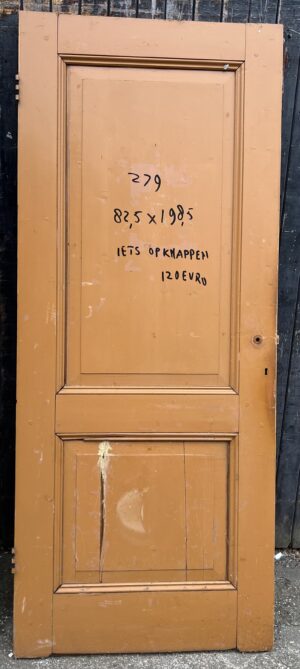 279
82,5 x 198,5
IETS OPKNAPPEN
120 EURO